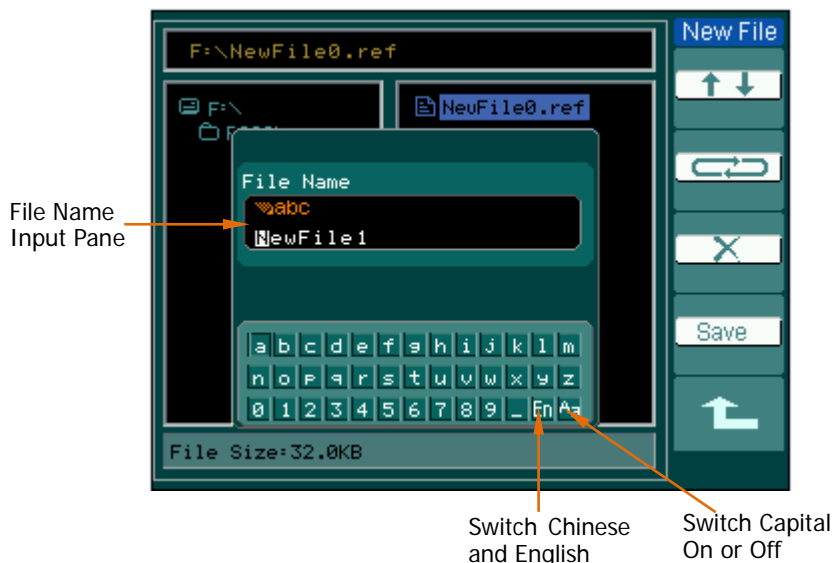 New File
F:\NewFile0.ref
F:\
NewFile0.ref
File Name
abc
NewFile1
File Name
Input Pane
Save
a b c d e f g h i j k l m
n o p q r s t u v w x y z
0 1 2 3 4 5 6 7 8 9 _ En Aa
File Size:32.0KB
Switch Chinese
and English
Switch Capital
On or Off